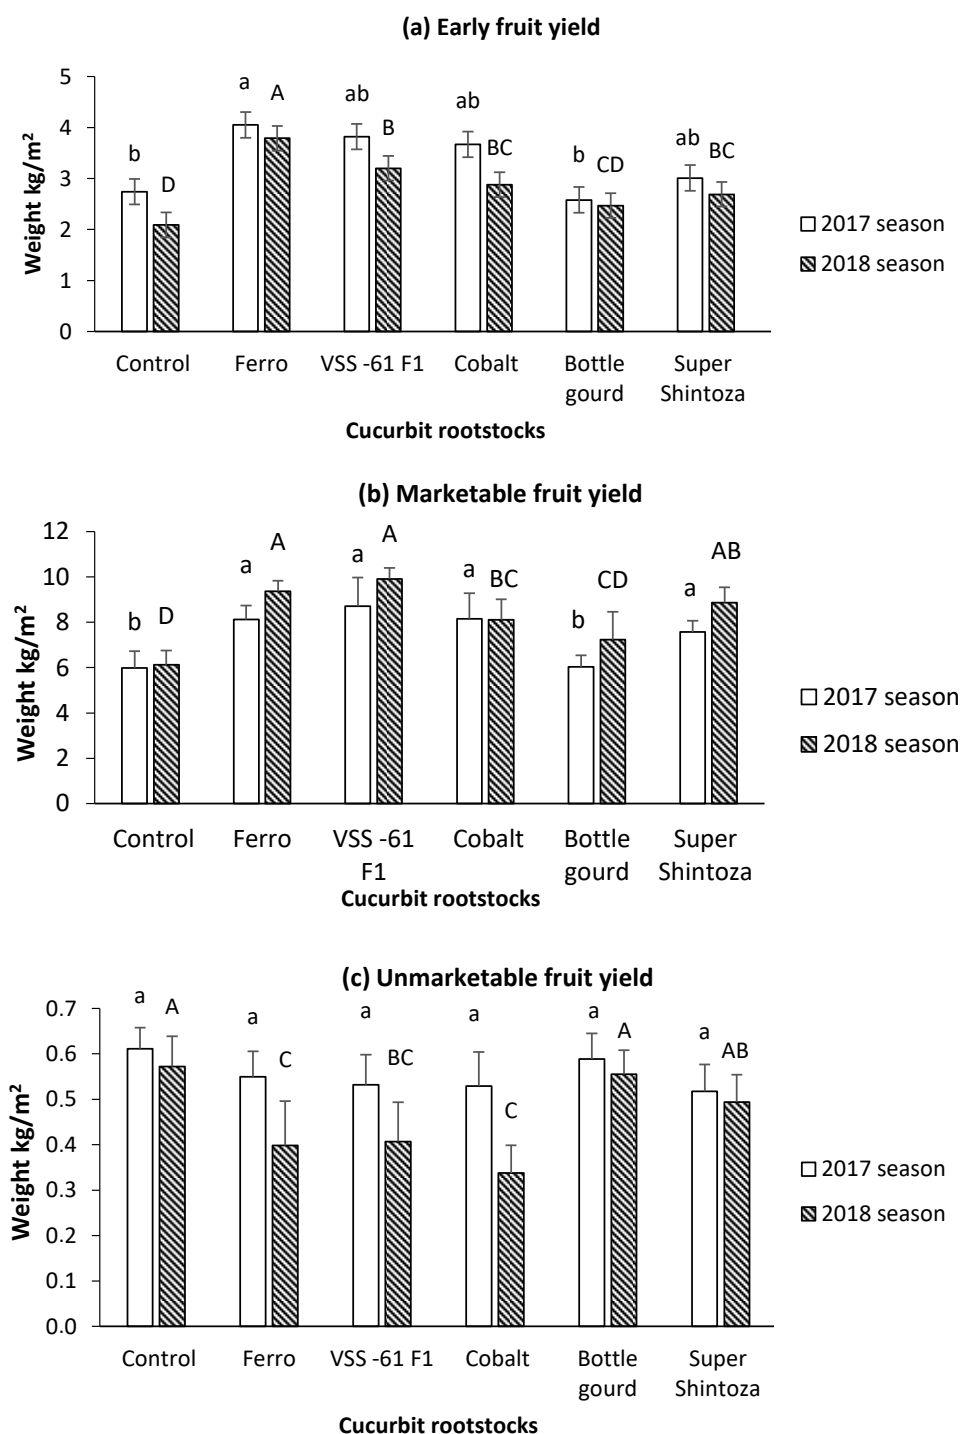 (a) Early fruit yield
Weight kg/m²
5
4
3
2
1
0
b
D
a
A
ab
B
ab
BC
b
CD
ab
BC
2017 season
2018 season
Control
Ferro
VSS -61 F1
Cobalt
Bottle
gourd
Super
Shintoza
Cucurbit rootstocks
(b) Marketable fruit yield
Weight kg/m²
12
10
8
6
4
2
0
b
D
a
A
a
A
a
BC
b
CD
a
AB
2017 season
2018 season
Control
Ferro
VSS -61
F1
Cobalt
Bottle
gourd
Super
Shintoza
Cucurbit rootstocks
(c) Unmarketable fruit yield
Weight kg/m²
0.7
0.6
0.5
0.4
0.3
0.2
0.1
0.0
a
A
a
C
a
BC
a
C
a
A
a
AB
2017 season
2018 season
Control
Ferro
VSS -61 F1
Cobalt
Bottle
gourd
Super
Shintoza
Cucurbit rootstocks